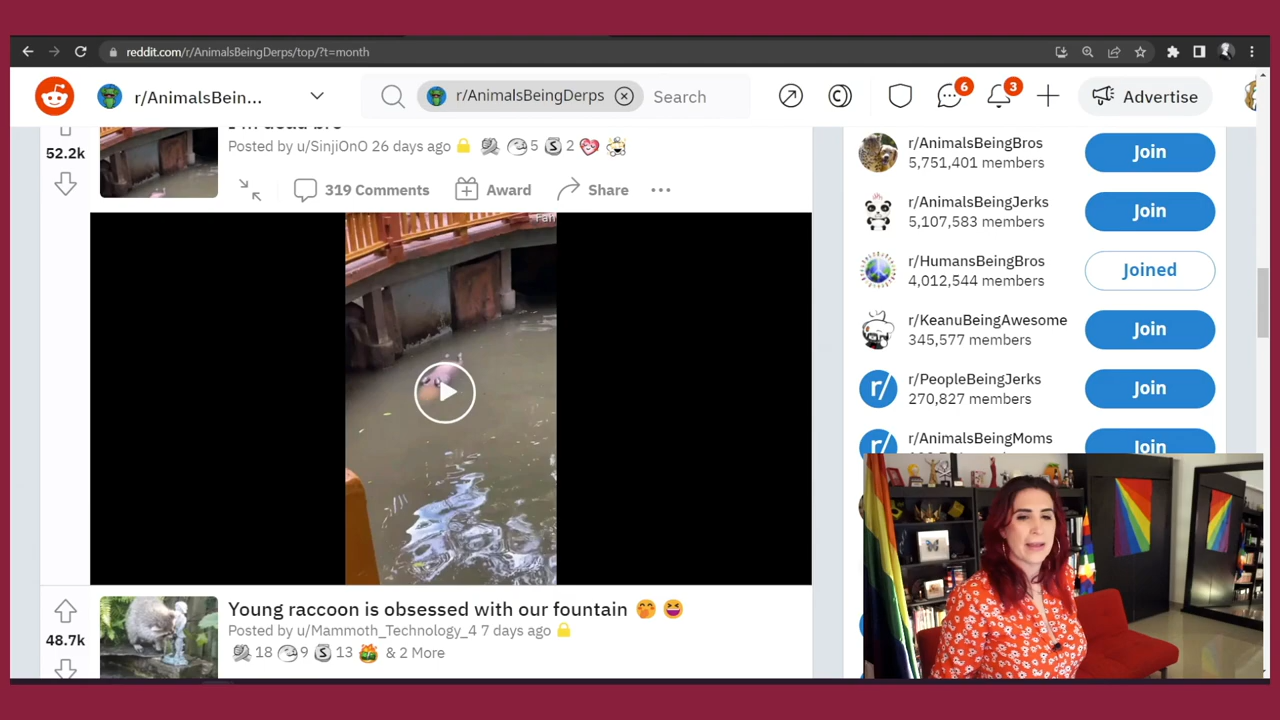 reddit.com/r/AnimalsBeingDerps/top/?t=month
r/AnimalsBein...
r/AnimalsBeingDerps
Search
6
3
Advertise
52.2k
Posted by u/SinjiOnO 26 days ago
5
2
319 Comments
Award
Share
48.7k
Young raccoon is obsessed with our fountain 🤭 😆
Posted by u/Mammoth_Technology_4 7 days ago
18
9
13
& 2 More
r/AnimalsBeingBros
5,751,401 members
Join
r/AnimalsBeingJerks
5,107,583 members
Join
r/HumansBeingBros
4,012,544 members
Joined
r/KeanuBeingAwesome
345,577 members
Join
r/
r/PeopleBeingJerks
270,827 members
Join
r/
r/AnimalsBeingMoms
Join